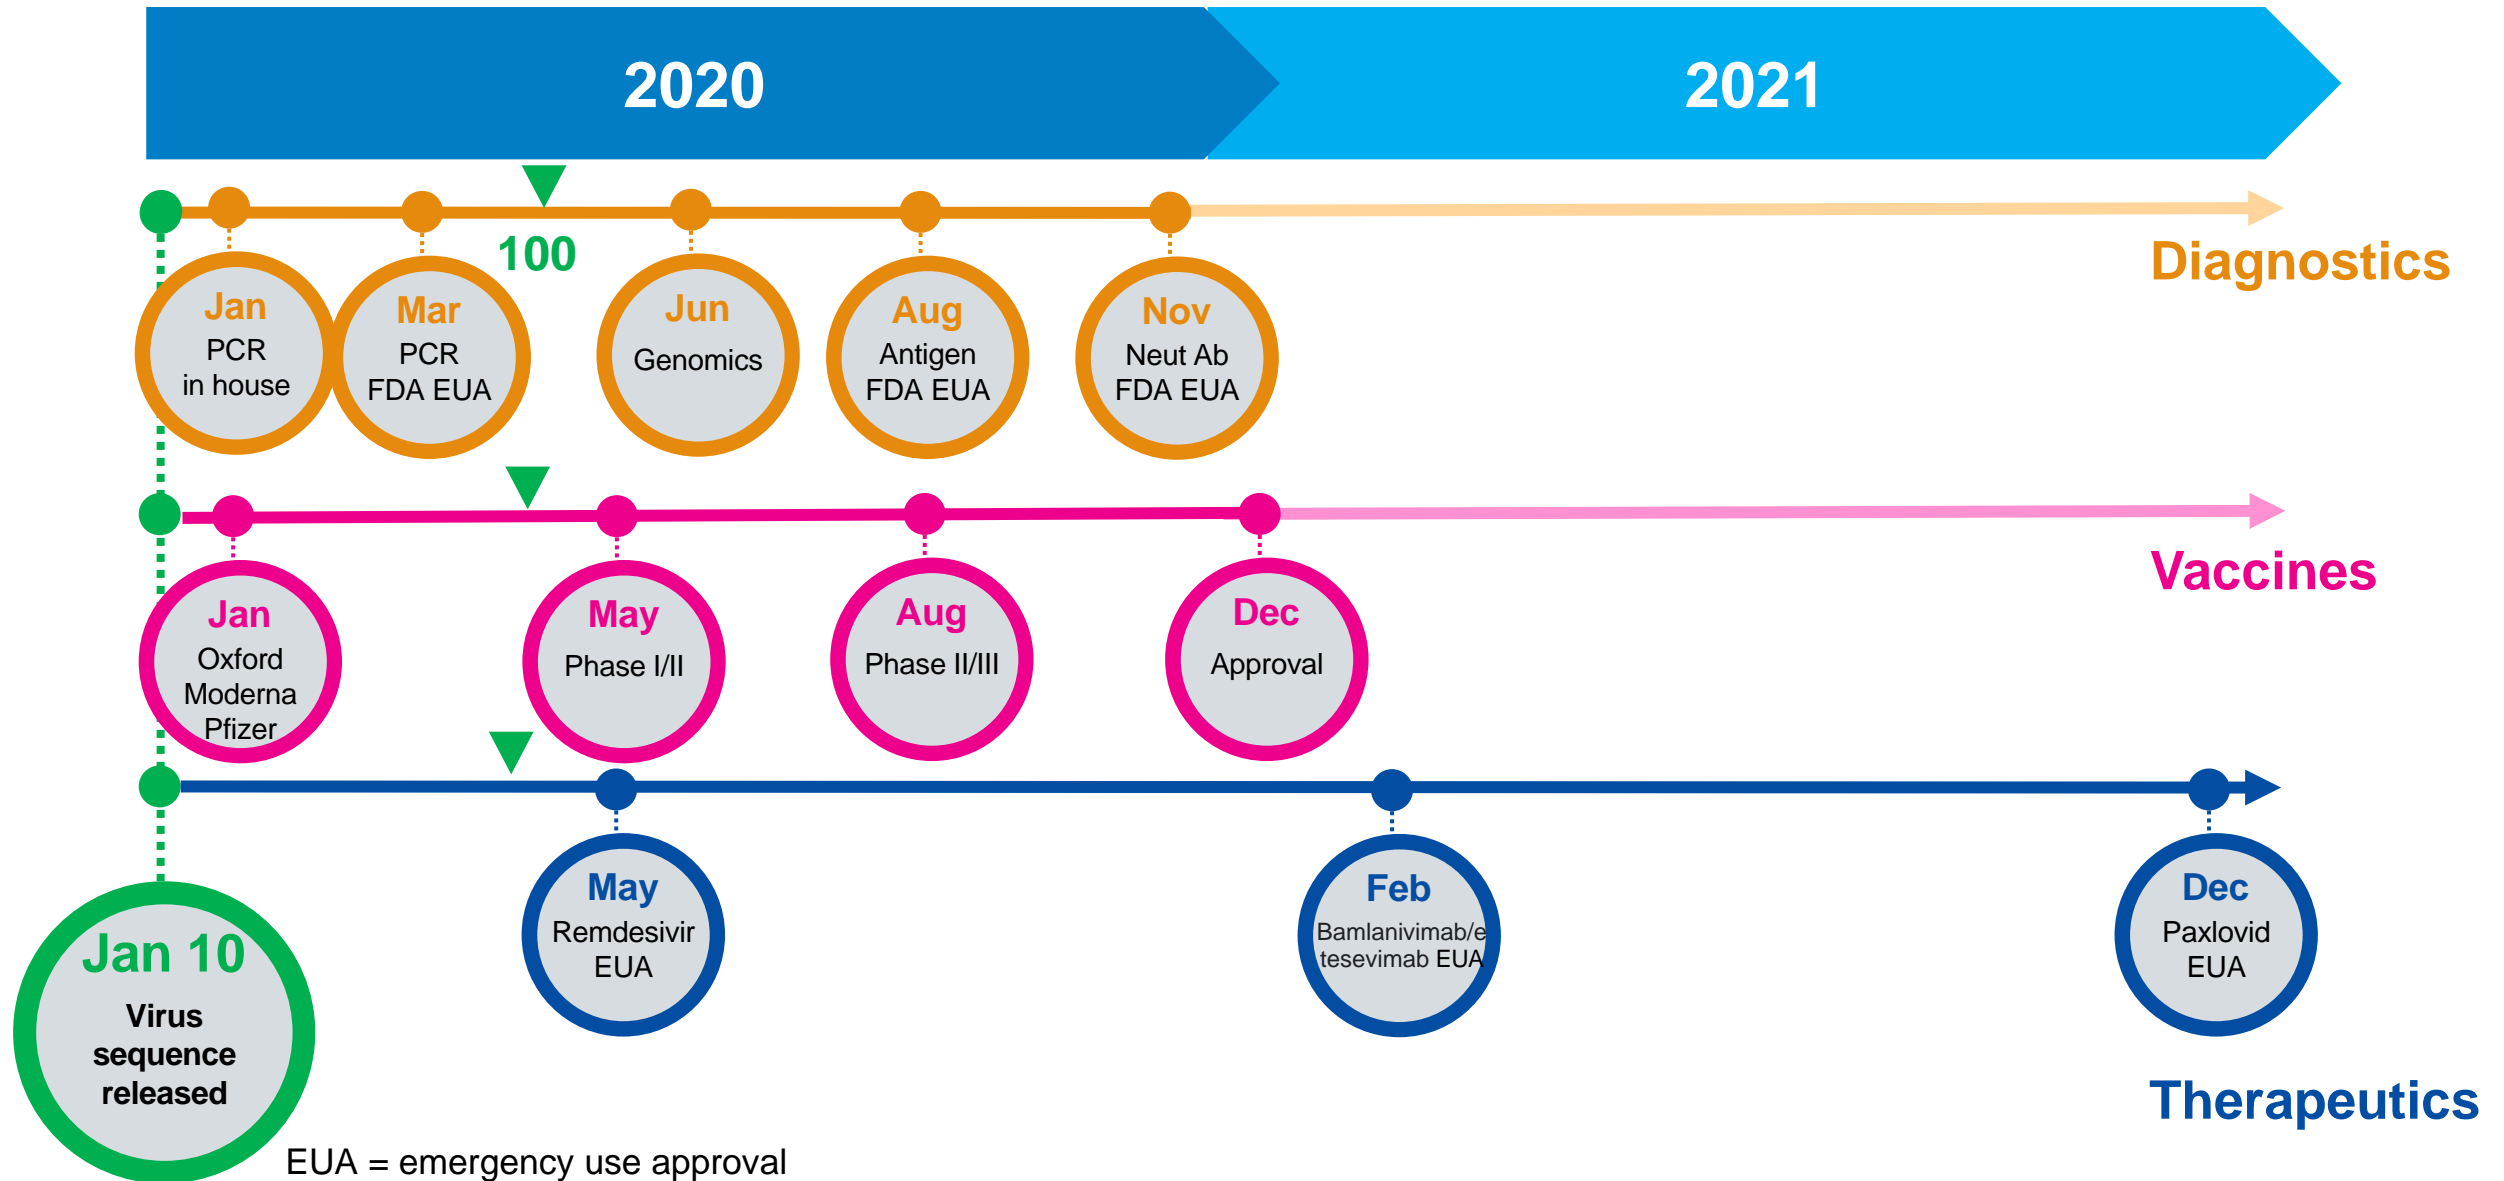 2020
2021
100
Diagnostics
Jan
PCR
in house
Mar
PCR
FDA EUA
Jun
Genomics
Aug
Antigen
FDA EUA
Nov
Neut Ab
FDA EUA
Vaccines
Jan
Oxford
Moderna
Pfizer
May
Phase I/II
Aug
Phase II/III
Dec
Approval
May
Remdesivir
EUA
Feb
Bamlanivimab/e
tesevimab EUA
Dec
Paxlovid
EUA
Jan 10
Virus
sequence
released
Therapeutics
EUA = emergency use approval